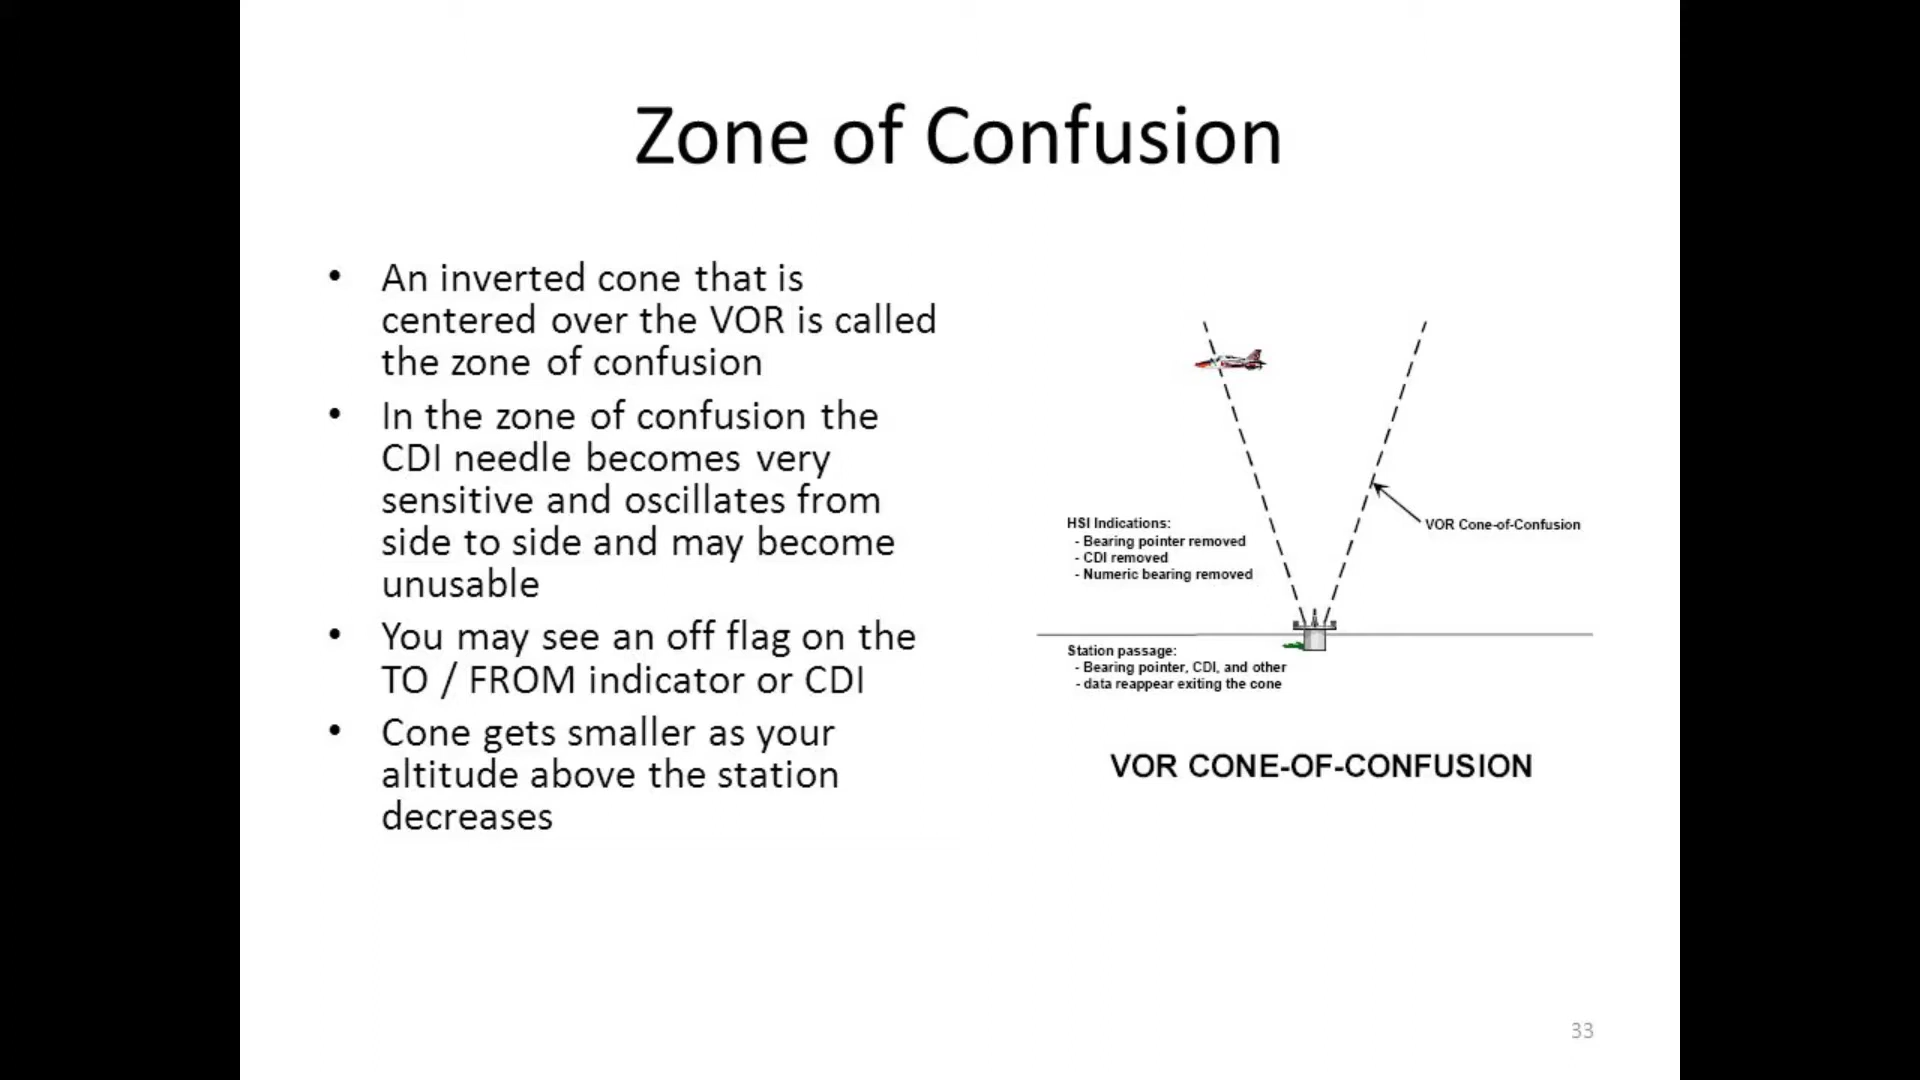 Zone of Confusion
• An inverted cone that is
centered over the VOR is called
the zone of confusion
• In the zone of confusion the
CDI needle becomes very
sensitive and oscillates from
side to side and may become
unusable
• You may see an off flag on the
TO / FROM indicator or CDI
• Cone gets smaller as your
altitude above the station
decreases
HSI Indications:
- Bearing pointer removed
- CDI removed
- Numeric bearing removed
VOR Cone-of-Confusion
Station passage:
- Bearing pointer, CDI, and other
- data reappear exiting the cone
VOR CONE-OF-CONFUSION
33